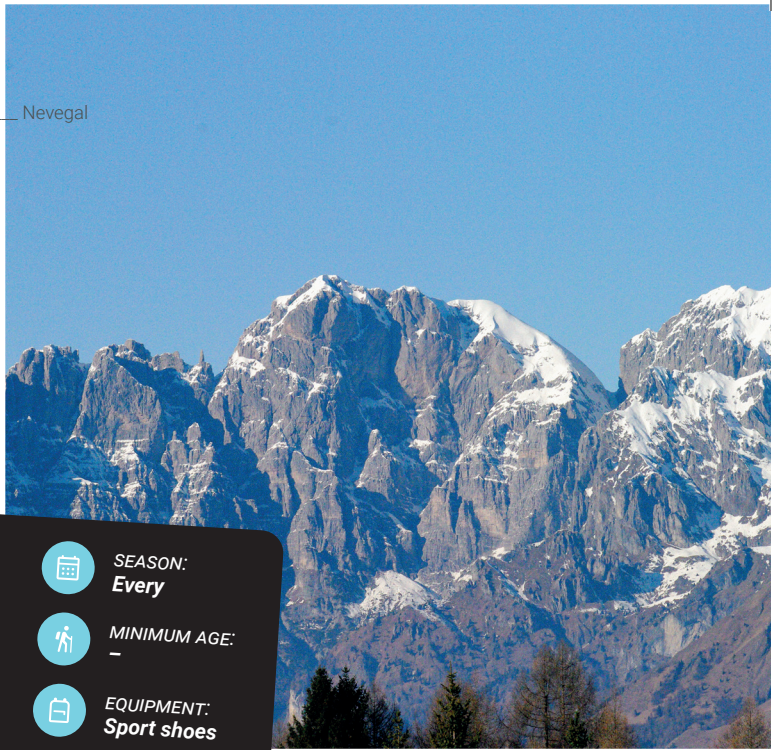 Nevegal
SEASON:
Every
MINIMUM AGE:
–
EQUIPMENT:
Sport shoes